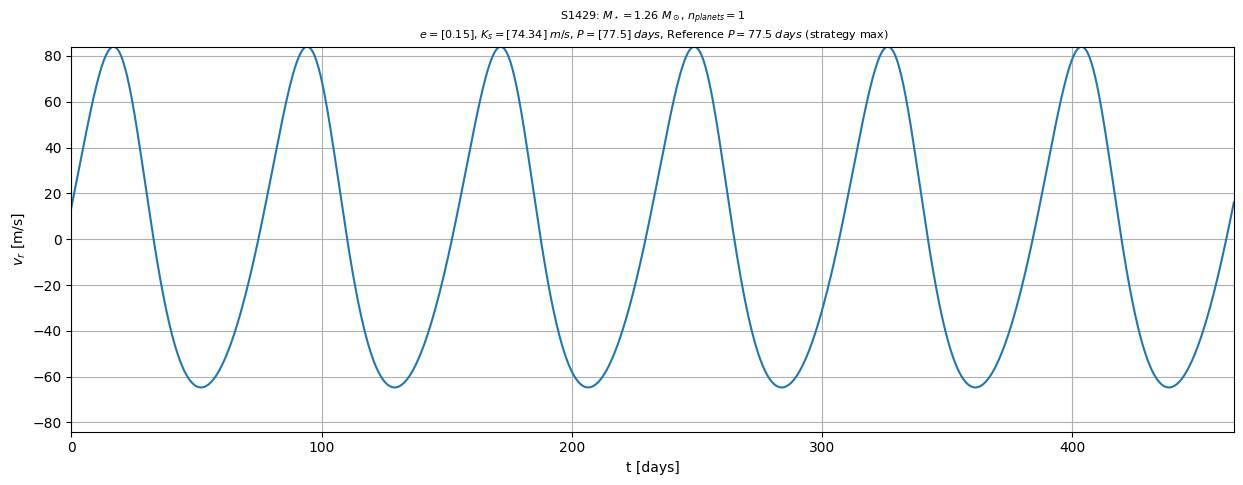 S1429: $M_\star = 1.26\ M_\odot$, $n_{planets} = 1$
$e = [0.15]$, $K_s = [74.34]\ m/s$, $P = [77.5]\ days$, Reference $P = 77.5\ days$ (strategy max)
80
60
40
20
0
−20
−40
−60
−80
$v_r$ [m/s]
0 100 200 300 400
t [days]